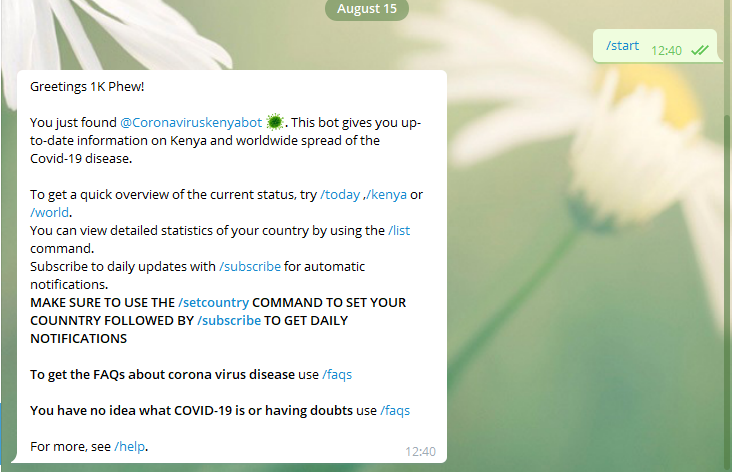 August 15
/start 12:40
Greetings 1K Phew!
You just found @Coronaviruskenyabot 🦠. This bot gives you up-
to-date information on Kenya and worldwide spread of the
Covid-19 disease.
To get a quick overview of the current status, try /today ,/kenya or
/world.
You can view detailed statistics of your country by using the /list
command.
Subscribe to daily updates with /subscribe for automatic
notifications.
MAKE SURE TO USE THE /setcountry COMMAND TO SET YOUR
COUNNTRY FOLLOWED BY /subscribe TO GET DAILY
NOTIFICATIONS
To get the FAQs about corona virus disease use /faqs
You have no idea what COVID-19 is or having doubts use /faqs
For more, see /help.
12:40